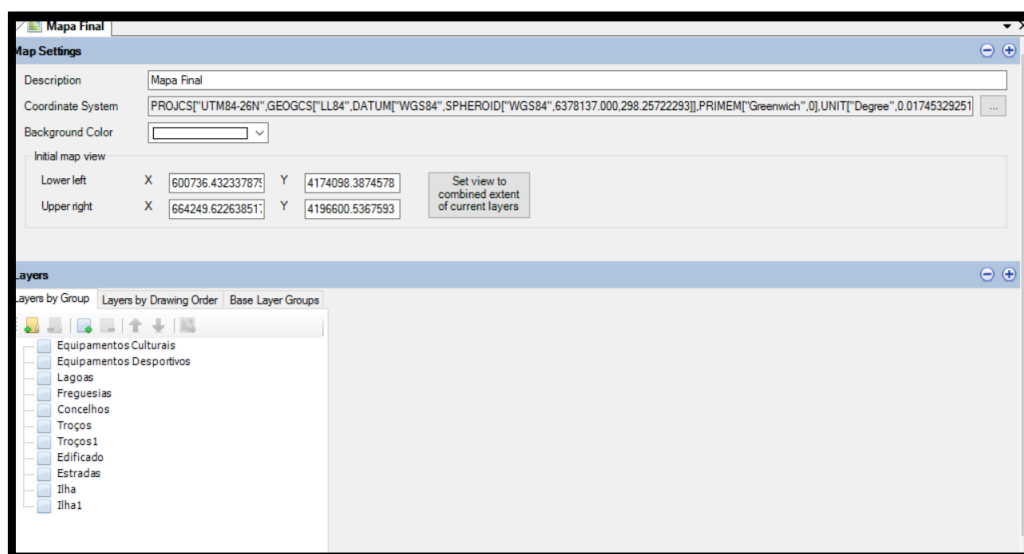 Mapa Final
Map Settings
Description Mapa Final
Coordinate System PROJCS["UTM84-26N",GEOGCS["LL84",DATUM["WGS84",SPHEROID["WGS84",6378137.000,298.25722293]],PRIMEM["Greenwich",0],UNIT["Degree",0.01745329251 ...
Background Color
Initial map view
Lower left X 600736.432337875 Y 4174098.3874578
Upper right X 664249.622638517 Y 4196600.5367593
Set view to
combined extent
of current layers
Layers
Layers by Group Layers by Drawing Order Base Layer Groups
Equipamentos Culturais
Equipamentos Desportivos
Lagoas
Freguesias
Concelhos
Troços
Troços1
Edificado
Estradas
Ilha
Ilha1